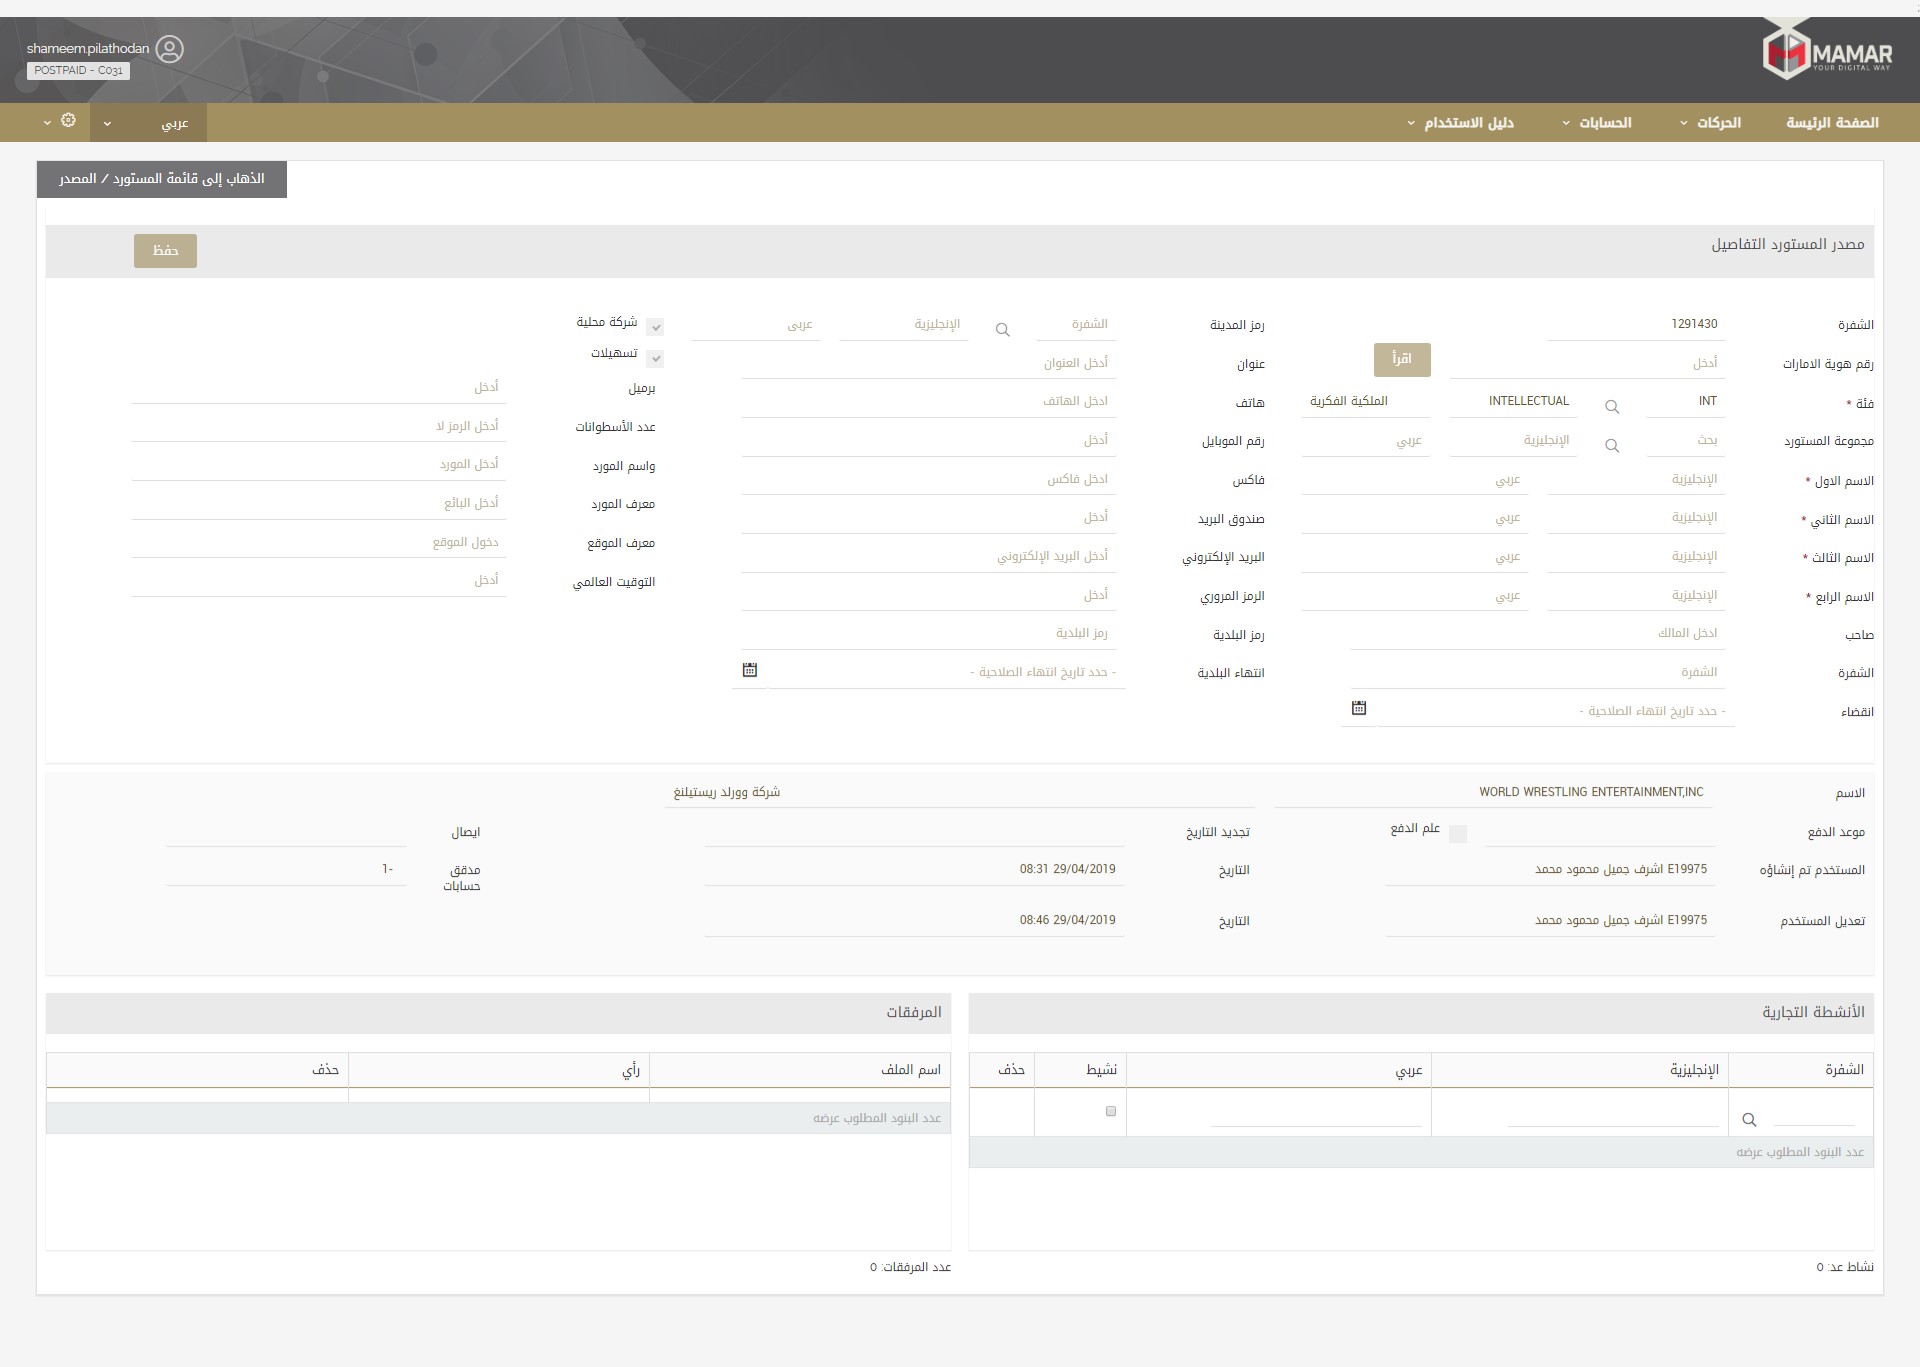 shameem.pilathodan
POSTPAID - C031
MAMAR
YOUR DIGITAL WAY
الصفحة الرئيسة الحركات الحسابات دليل الاستخدام عربي
الذهاب إلى قائمة المستورد / المصدر
مصدر المستورد التفاصيل حفظ
الشفرة 1291430 رمز المدينة الشفرة الإنجليزية عربى شركة محلية
تسهيلات
رقم هوية الامارات أدخل اقرأ عنوان أدخل العنوان برميل أدخل
فئة * INT INTELLECTUAL الملكية الفكرية هاتف ادخل الهاتف عدد الأسطوانات أدخل الرمز لا
مجموعة المستورد بحث الإنجليزية عربي رقم الموبايل أدخل واسم المورد أدخل المورد
الاسم الاول * الإنجليزية عربي فاكس ادخل فاكس معرف المورد أدخل البائع
الاسم الثاني * الإنجليزية عربي صندوق البريد أدخل معرف الموقع دخول الموقع
الاسم الثالث * الإنجليزية عربي البريد الإلكتروني أدخل البريد الإلكتروني التوقيت العالمي أدخل
الاسم الرابع * الإنجليزية عربي الرمز المروري أدخل
صاحب ادخل المالك رمز البلدية رمز البلدية
الشفرة الشفرة انتهاء البلدية - حدد تاريخ انتهاء الصلاحية -
انقضاء - حدد تاريخ انتهاء الصلاحية -
الاسم WORLD WRESTLING ENTERTAINMENT,INC شركة وورلد ريستيلنغ
موعد الدفع علم الدفع تجديد التاريخ ايصال
المستخدم تم إنشاؤه E19975 اشرف جميل محمود محمد التاريخ 29/04/2019 08:31 مدقق حسابات -1
تعديل المستخدم E19975 اشرف جميل محمود محمد التاريخ 29/04/2019 08:46
الأنشطة التجارية
الشفرة الإنجليزية عربي نشيط حذف
عدد البنود المطلوب عرضه
نشاط عد: 0
المرفقات
اسم الملف رأي حذف
عدد البنود المطلوب عرضه
عدد المرفقات: 0